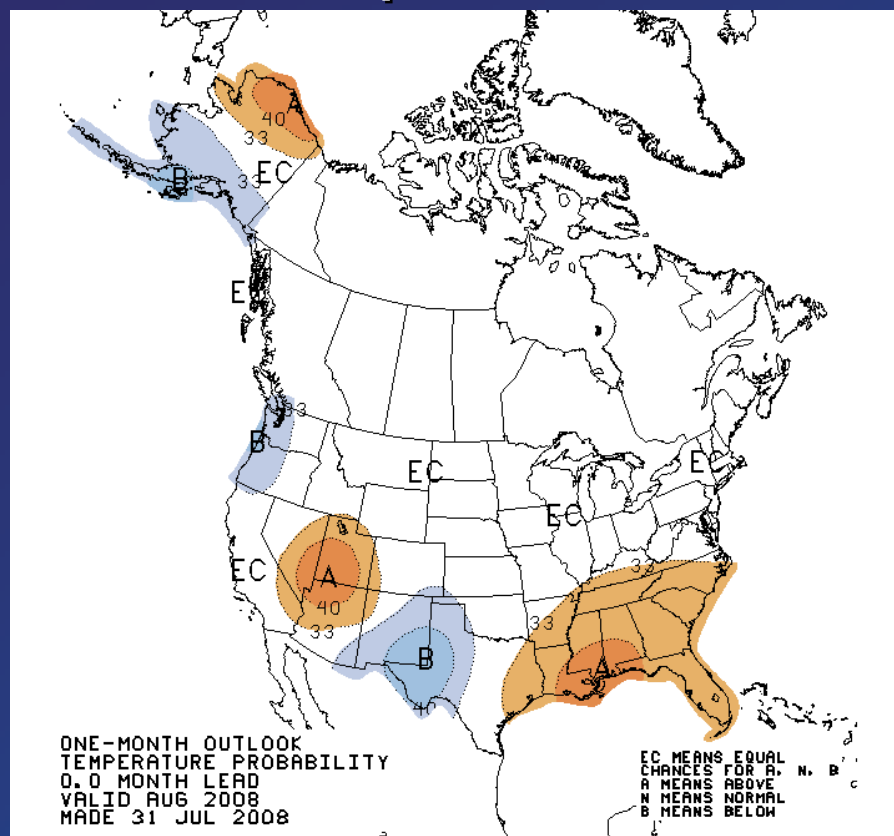 A
40
33
33
EC
B
EC
33
B
EC
EC
EC
EC
A
40
33
33
33
B
A
40
ONE-MONTH OUTLOOK
TEMPERATURE PROBABILITY
0.0 MONTH LEAD
VALID AUG 2008
MADE 31 JUL 2008
EC MEANS EQUAL
CHANCES FOR A, N, B
A MEANS ABOVE
N MEANS NORMAL
B MEANS BELOW